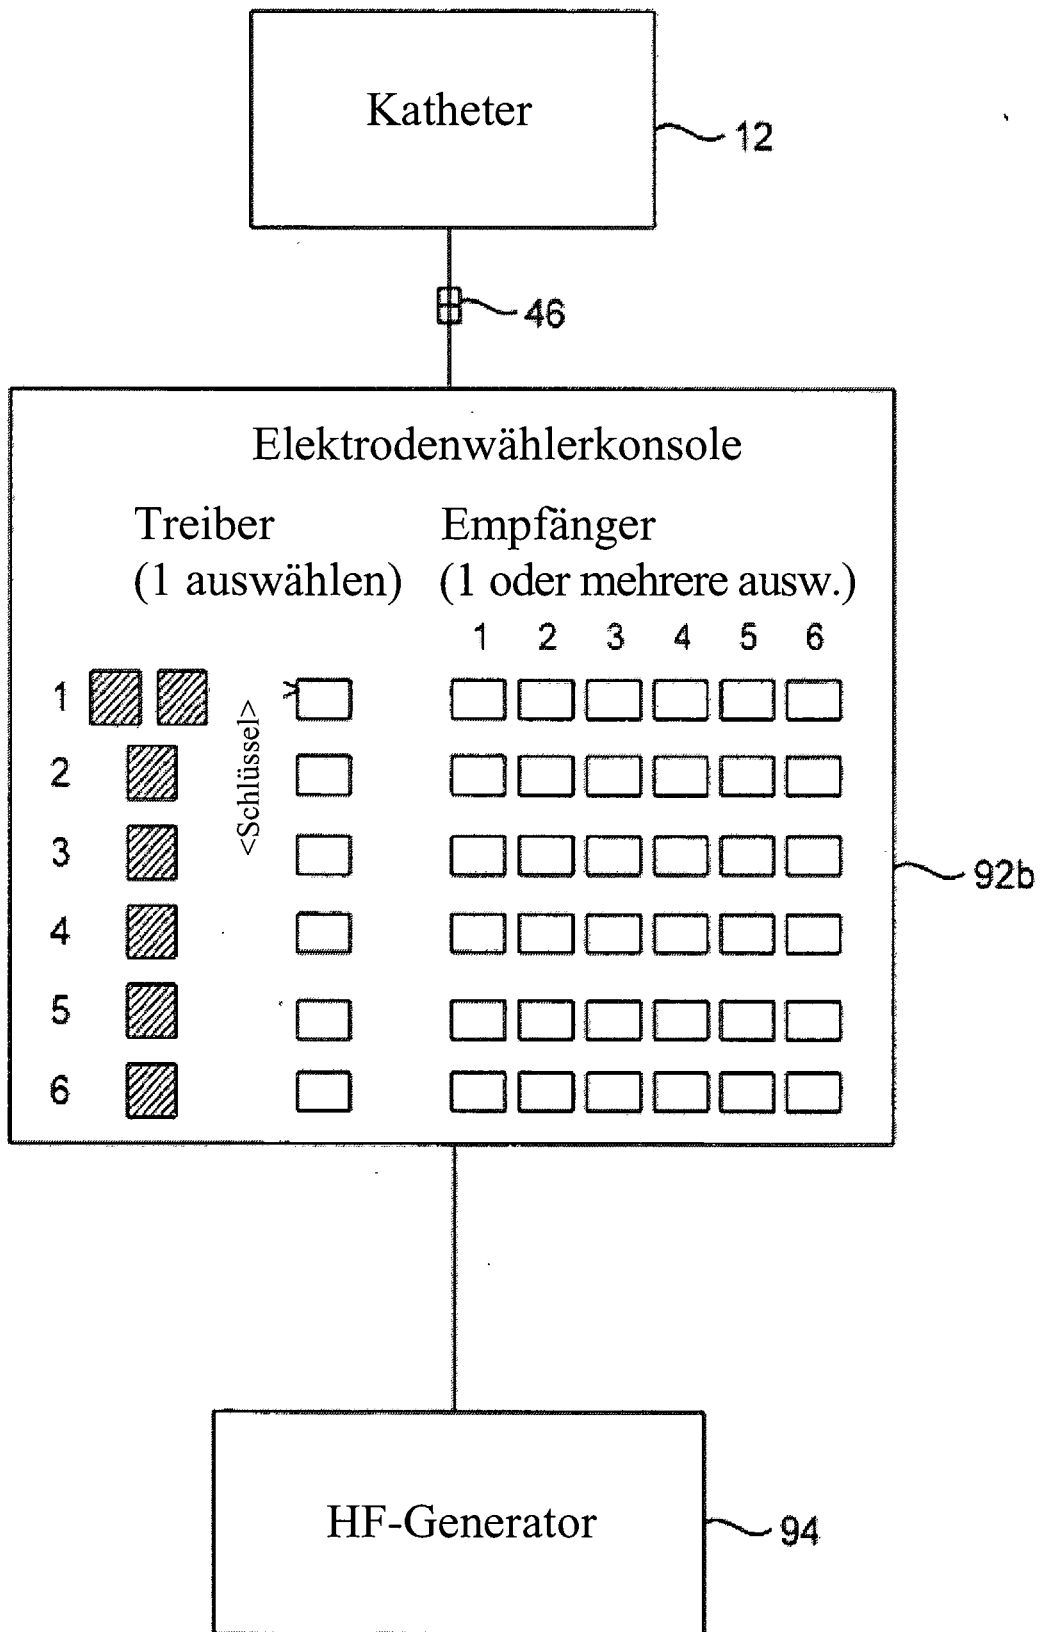 Katheter
12
46
Elektrodenwählerkonsole
Treiber
(1 auswählen)
Empfänger
(1 oder mehrere ausw.)
1 2 3 4 5 6
1
2
3
4
5
6
<Schlüssel>
92b
HF-Generator
94